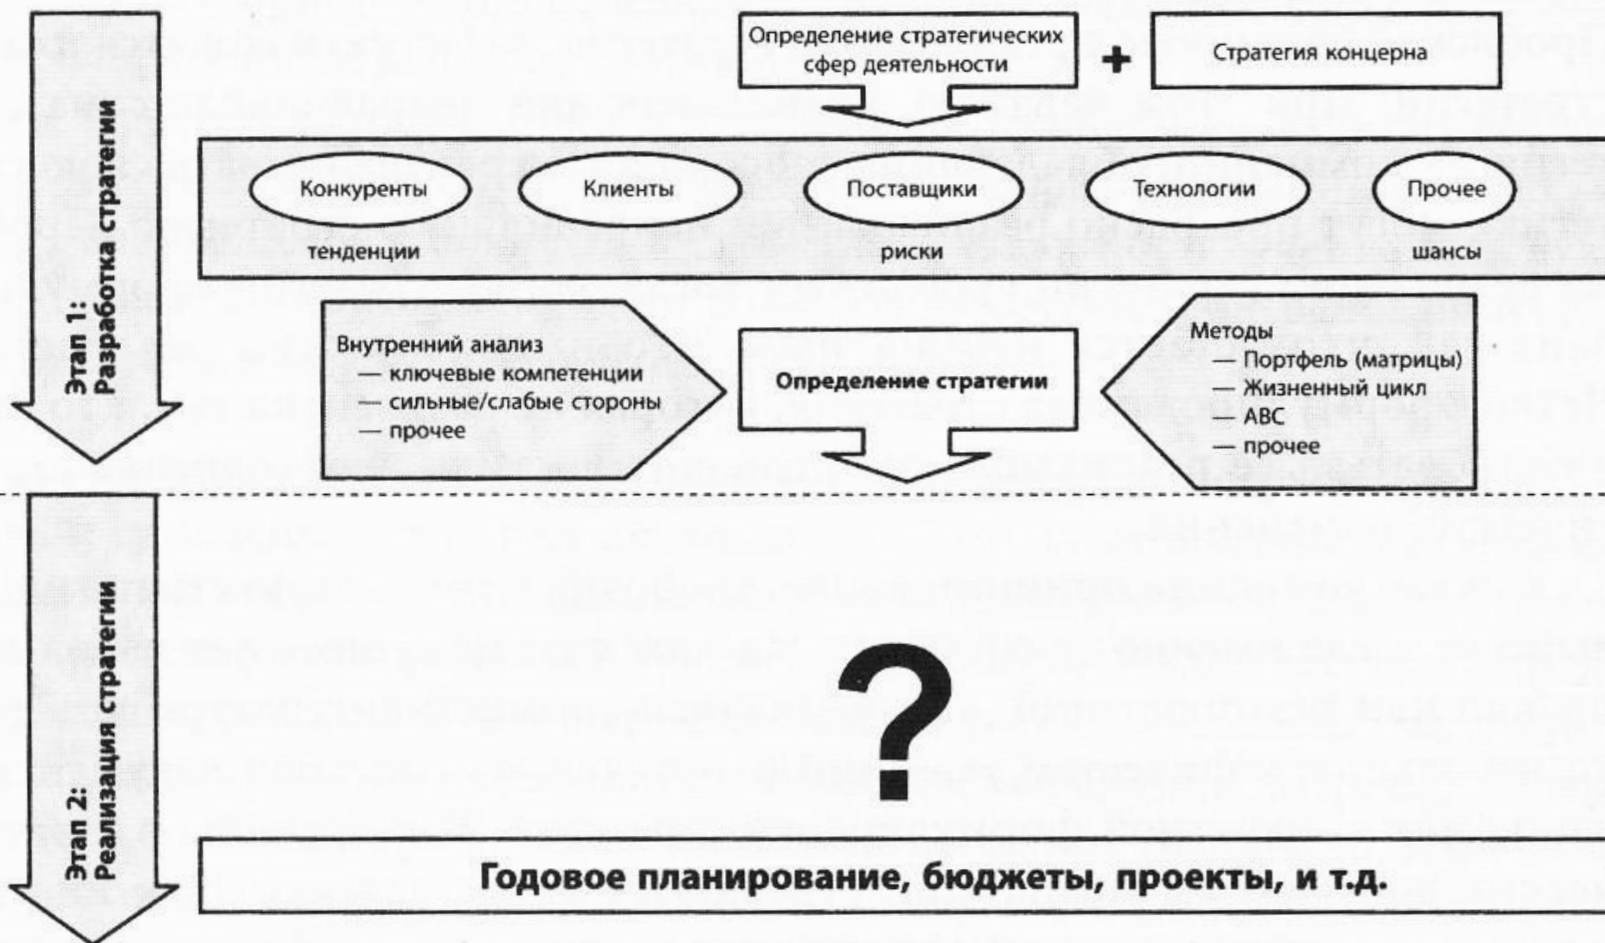 Определение стратегических
сфер деятельности
+
Стратегия концерна
Этап 1:
Разработка стратегии
Конкуренты
Клиенты
Поставщики
Технологии
Прочее
тенденции
риски
шансы
Внутренний анализ
— ключевые компетенции
— сильные/слабые стороны
— прочее
Определение стратегии
Методы
— Портфель (матрицы)
— Жизненный цикл
— ABC
— прочее
Этап 2:
Реализация стратегии
?
Годовое планирование, бюджеты, проекты, и т.д.